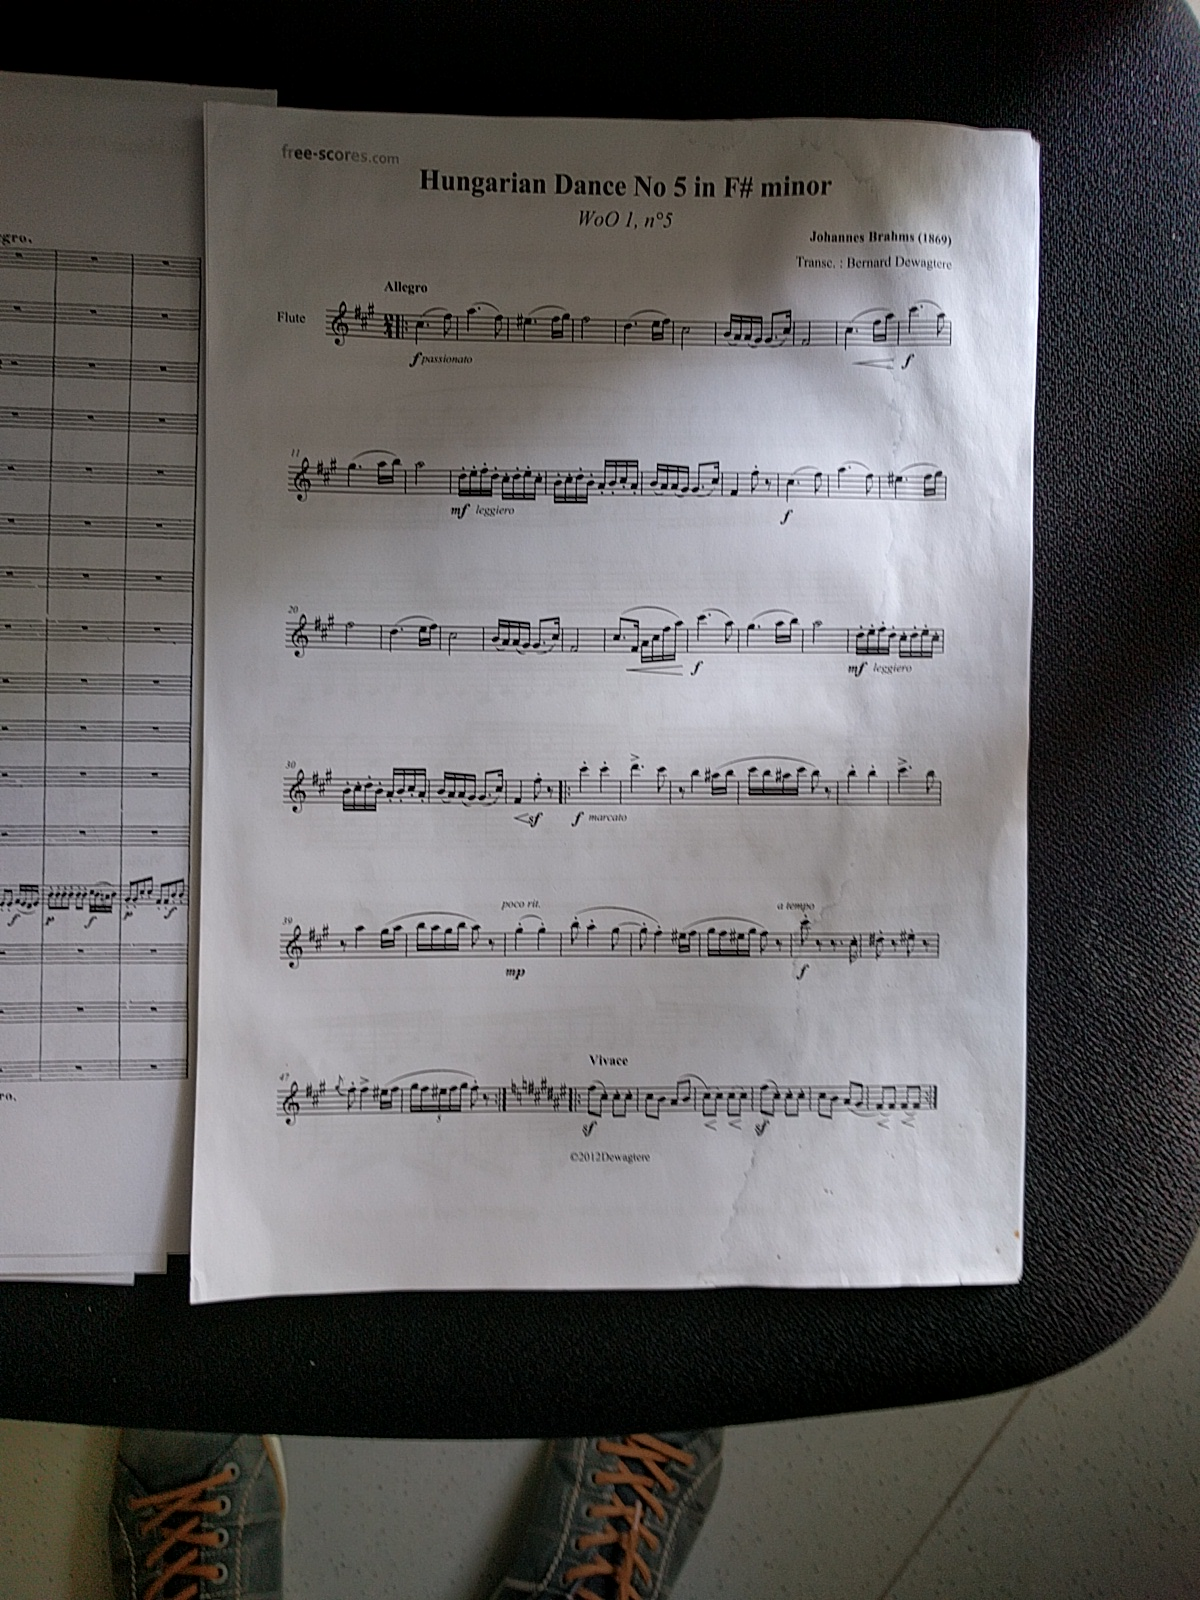 egro.
free-scores.com
Hungarian Dance No 5 in F# minor
WoO 1, n°5
Johannes Brahms (1869)
Transc. : Bernard Dewagtere
Allegro
Flute
f passionato
f
11
mf leggiero
f
20
f
mf leggiero
30
sf
f marcato
39
poco rit.
a tempo
mp
f
47
Vivace
3
sf
sf
©2012Dewagtere
ro.